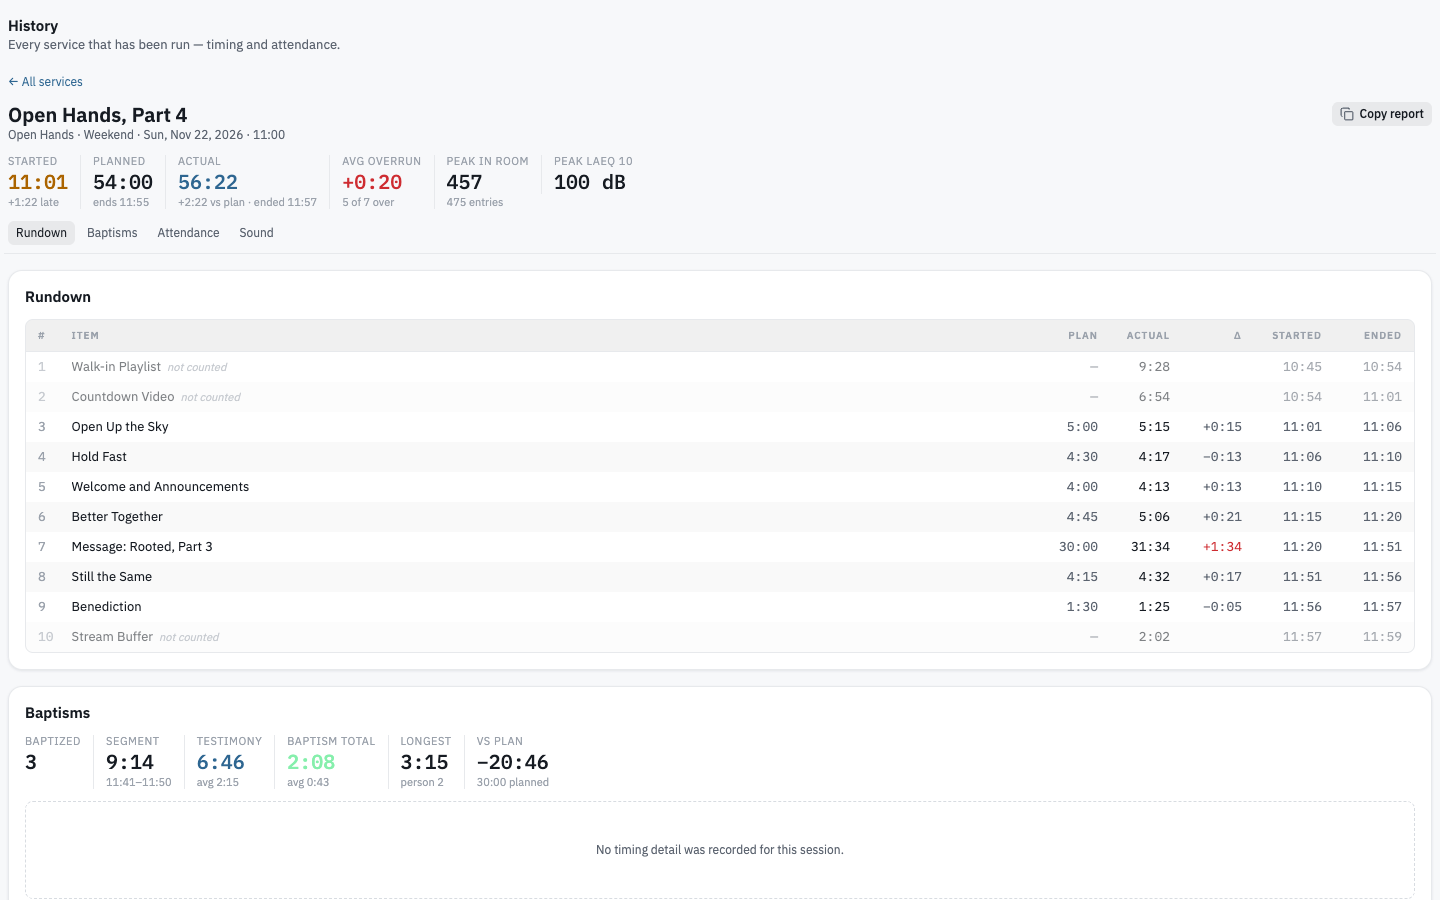 History
Every service that has been run — timing and attendance.
← All services
Open Hands, Part 4
Copy report
Open Hands · Weekend · Sun, Nov 22, 2026 · 11:00
STARTED PLANNED ACTUAL AVG OVERRUN PEAK IN ROOM PEAK LAEQ 10
11:01 54:00 56:22 +0:20 457 100 dB
+1:22 late ends 11:55 +2:22 vs plan · ended 11:57 5 of 7 over 475 entries
Rundown Baptisms Attendance Sound
Rundown
# ITEM PLAN ACTUAL Δ STARTED ENDED
1 Walk-in Playlist not counted — 9:28 10:45 10:54
2 Countdown Video not counted — 6:54 10:54 11:01
3 Open Up the Sky 5:00 5:15 +0:15 11:01 11:06
4 Hold Fast 4:30 4:17 −0:13 11:06 11:10
5 Welcome and Announcements 4:00 4:13 +0:13 11:10 11:15
6 Better Together 4:45 5:06 +0:21 11:15 11:20
7 Message: Rooted, Part 3 30:00 31:34 +1:34 11:20 11:51
8 Still the Same 4:15 4:32 +0:17 11:51 11:56
9 Benediction 1:30 1:25 −0:05 11:56 11:57
10 Stream Buffer not counted — 2:02 11:57 11:59
Baptisms
BAPTIZED SEGMENT TESTIMONY BAPTISM TOTAL LONGEST VS PLAN
3 9:14 6:46 2:08 3:15 −20:46
11:41–11:50 avg 2:15 avg 0:43 person 2 30:00 planned
No timing detail was recorded for this session.